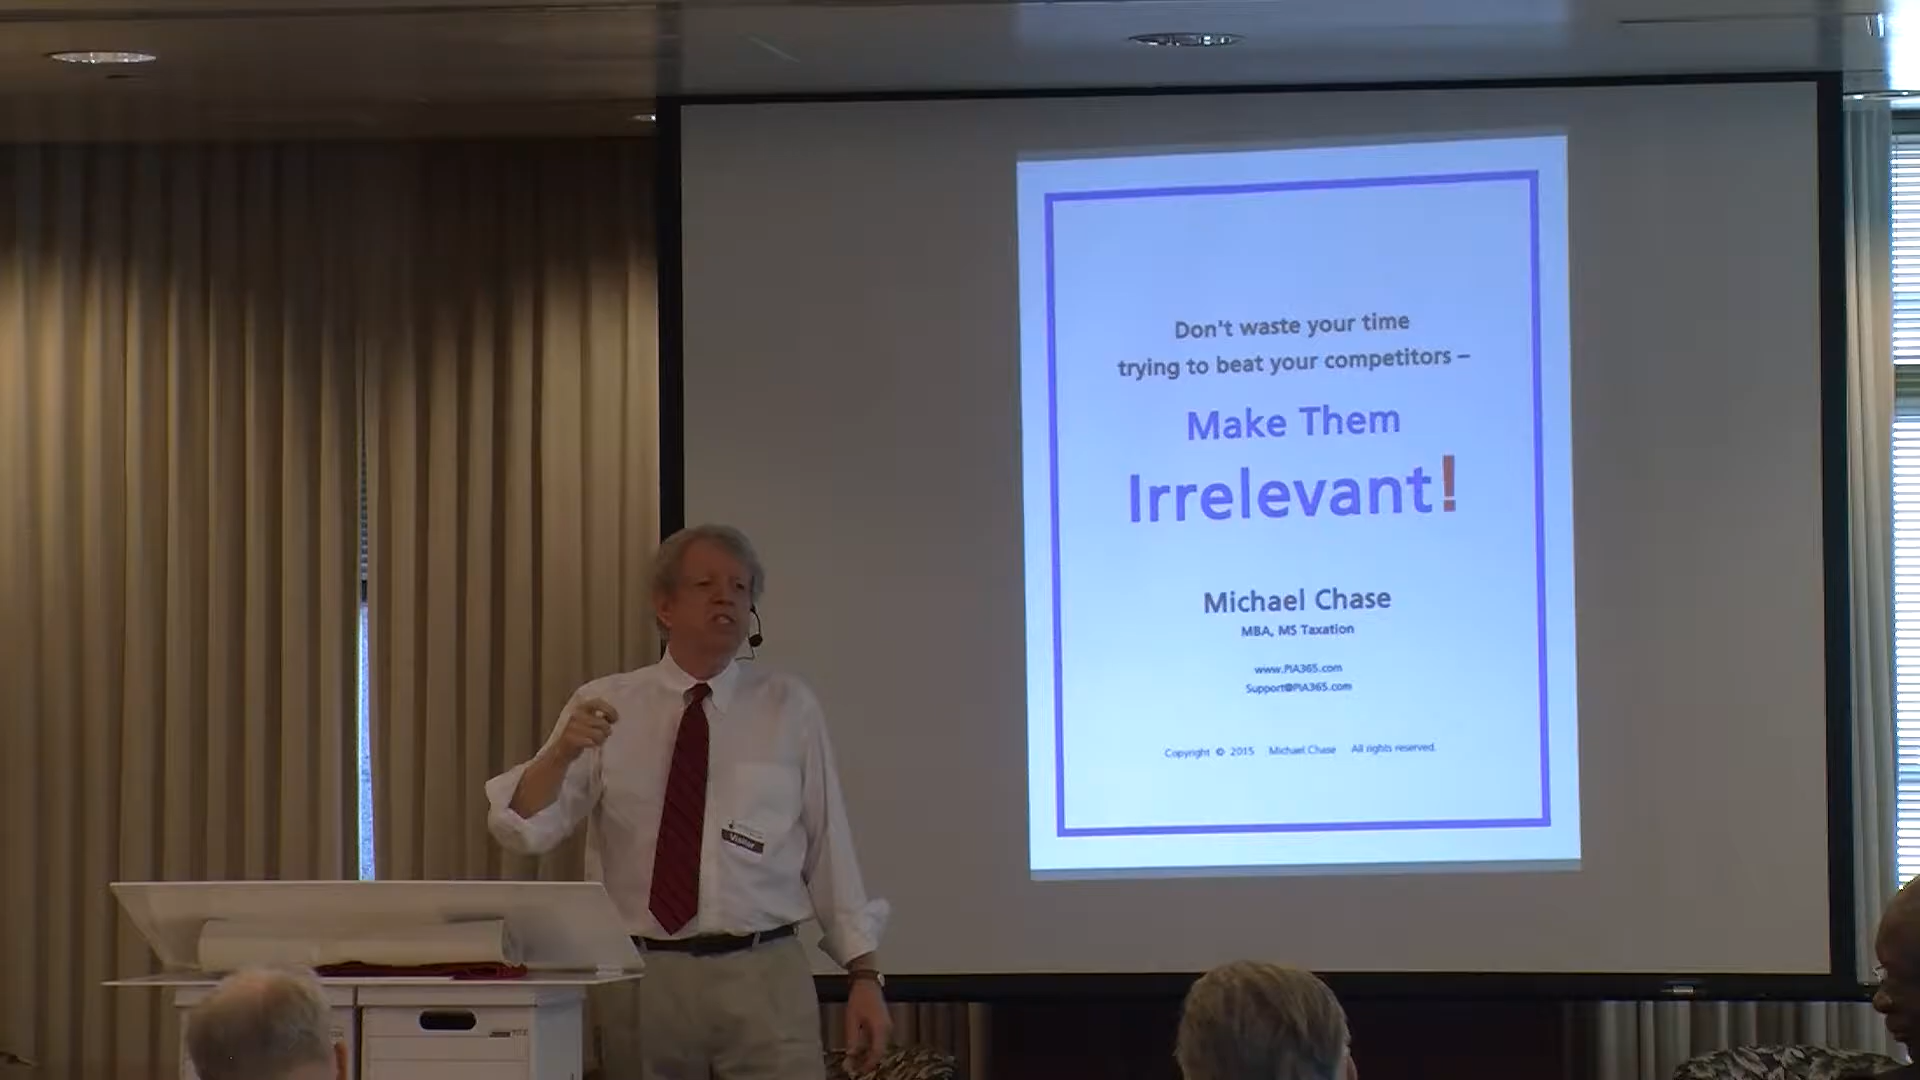 Don't waste your time
trying to beat your competitors –
Make Them
Irrelevant!
Michael Chase
MBA, MS Taxation
www.PIA365.com
Support@PIA365.com
Copyright © 2015 Michael Chase All rights reserved.
Visitor